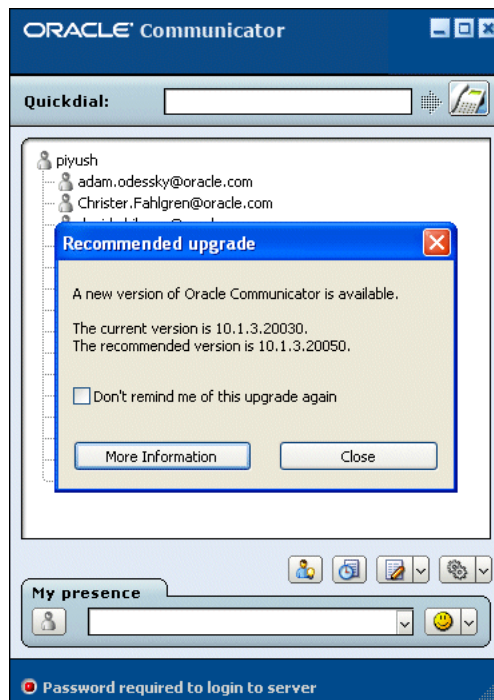 ORACLE Communicator
Quickdial:
piyush
adam.odessky@oracle.com
Christer.Fahlgren@oracle.com
Recommended upgrade
A new version of Oracle Communicator is available.
The current version is 10.1.3.20030.
The recommended version is 10.1.3.20050.
Don't remind me of this upgrade again
More Information
Close
My presence
Password required to login to server